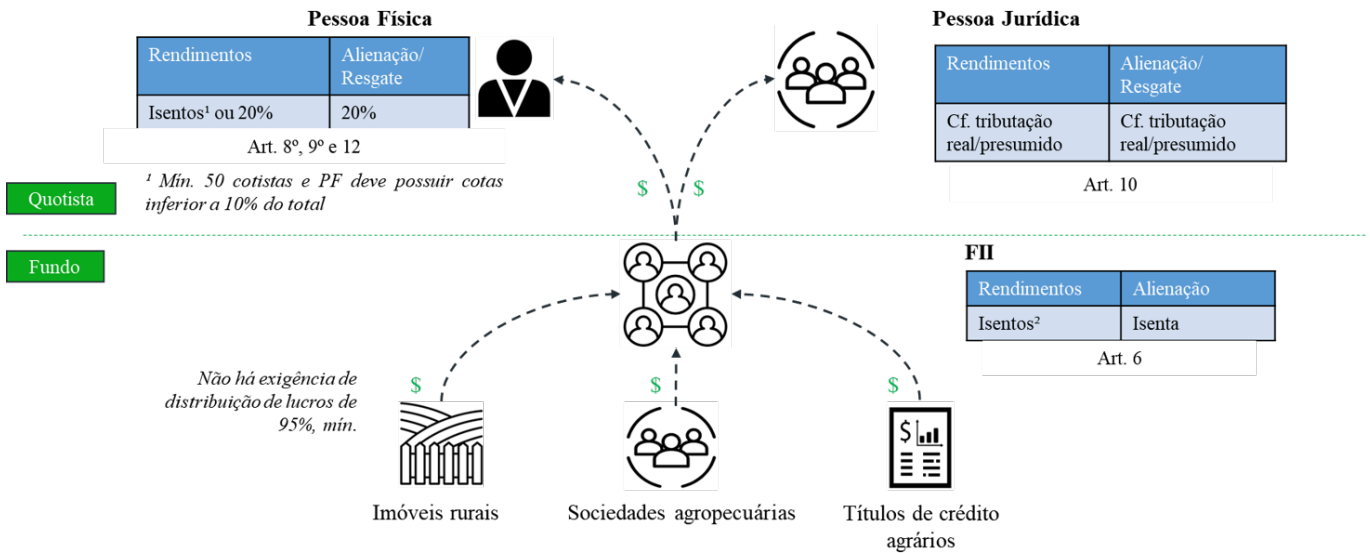 Pessoa Física
Rendimentos
Alienação/
Resgate
Isentos¹ ou 20%
20%
Art. 8º, 9º e 12
¹ Mín. 50 cotistas e PF deve possuir cotas
inferior a 10% do total
Pessoa Jurídica
Rendimentos
Alienação/
Resgate
Cf. tributação
real/presumido
Cf. tributação
real/presumido
Art. 10
Quotista
$
$
Fundo
FII
Rendimentos
Alienação
Isentos²
Isenta
Art. 6
Não há exigência de
distribuição de lucros de
95%, mín.
$
$
$
$
Imóveis rurais
Sociedades agropecuárias
Títulos de crédito
agrários